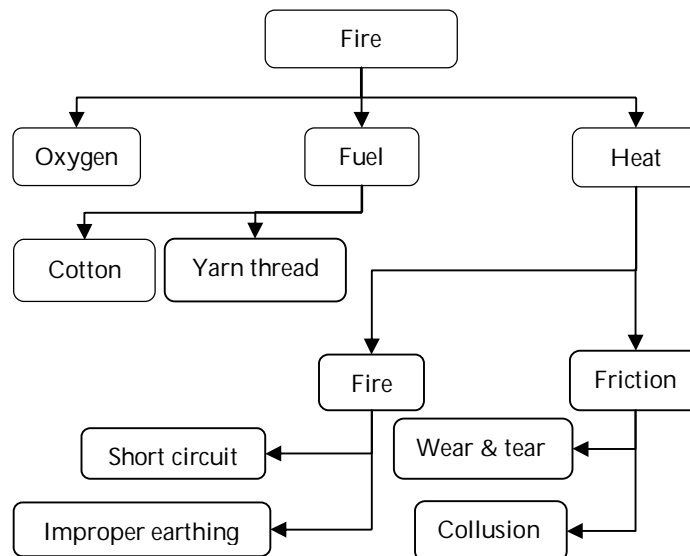 Fire
Oxygen
Fuel
Heat
Cotton
Yarn thread
Fire
Friction
Short circuit
Wear & tear
Improper earthing
Collusion